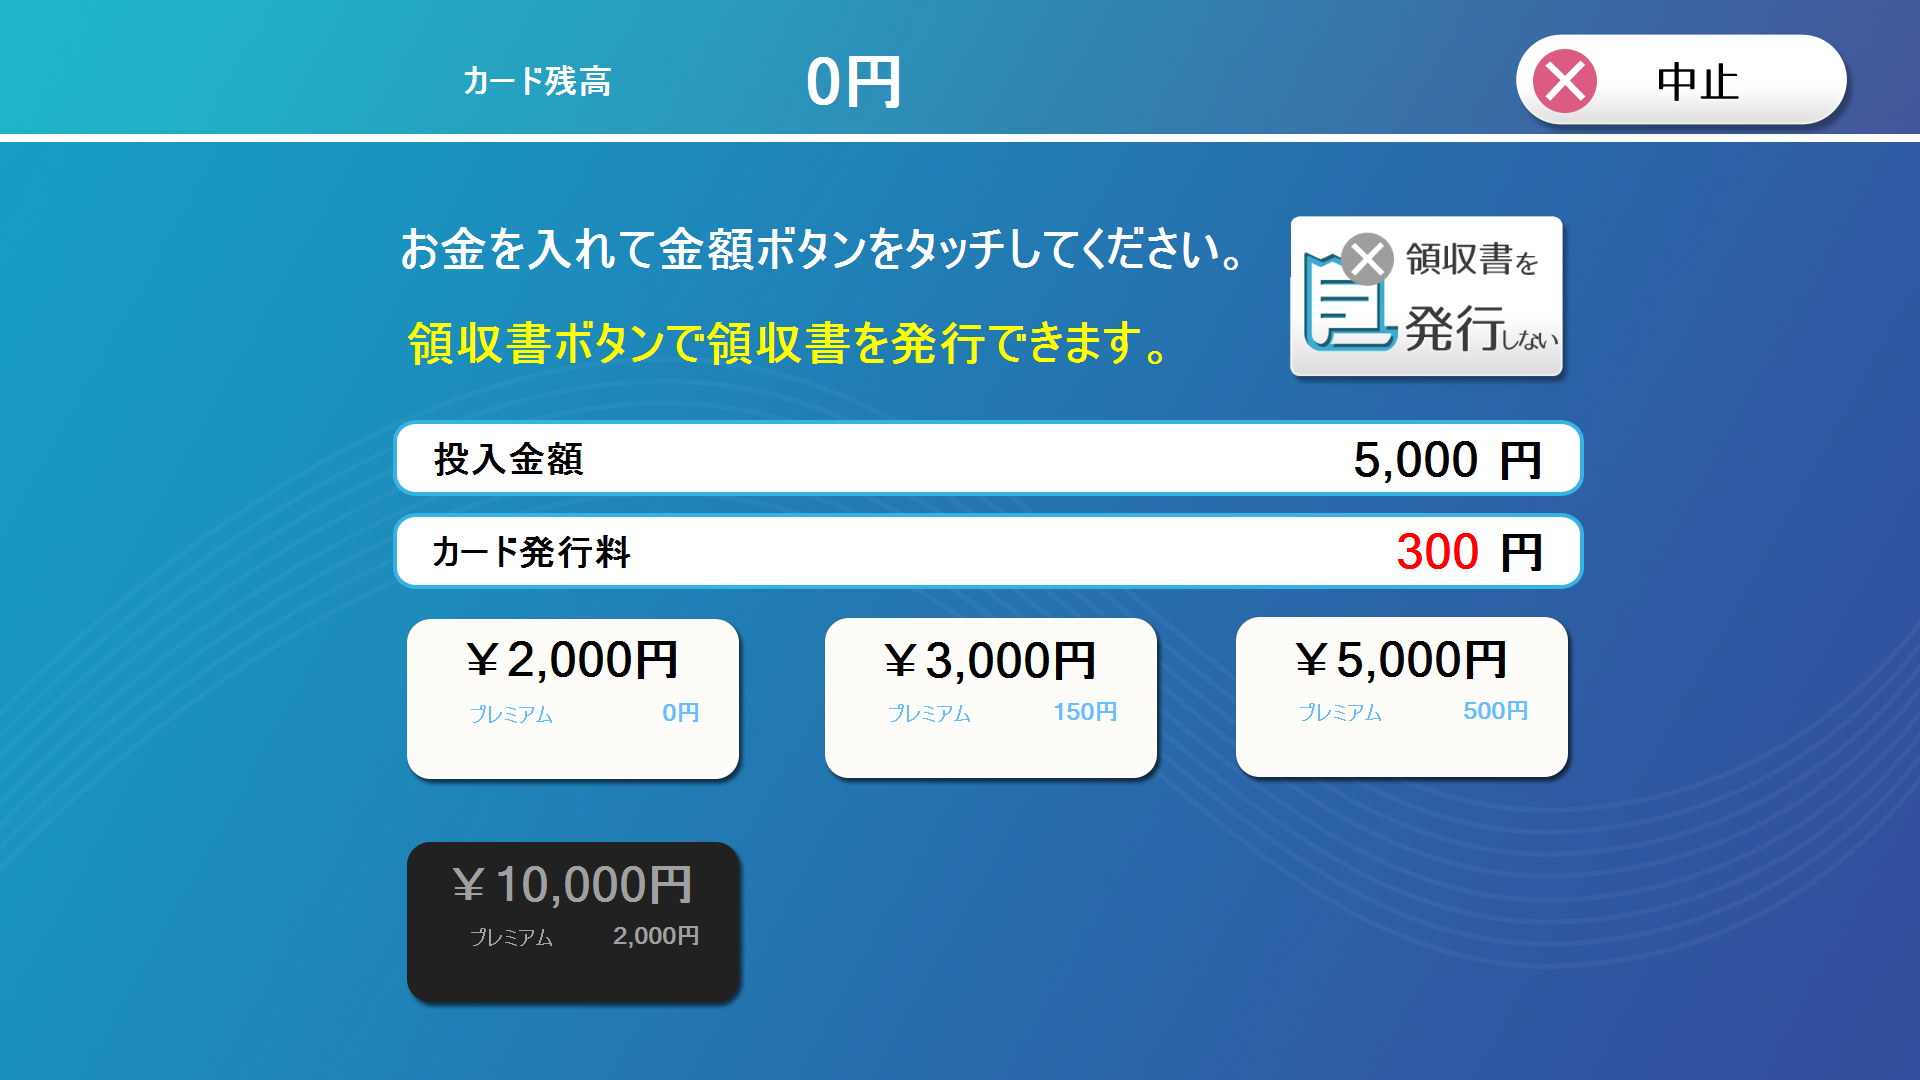 カード残高 0円
中止
お金を入れて金額ボタンをタッチしてください。
領収書ボタンで領収書を発行できます。
領収書を
発行しない
投入金額 5,000 円
カード発行料 300 円
￥2,000円
プレミアム 0円
￥3,000円
プレミアム 150円
￥5,000円
プレミアム 500円
￥10,000円
プレミアム 2,000円